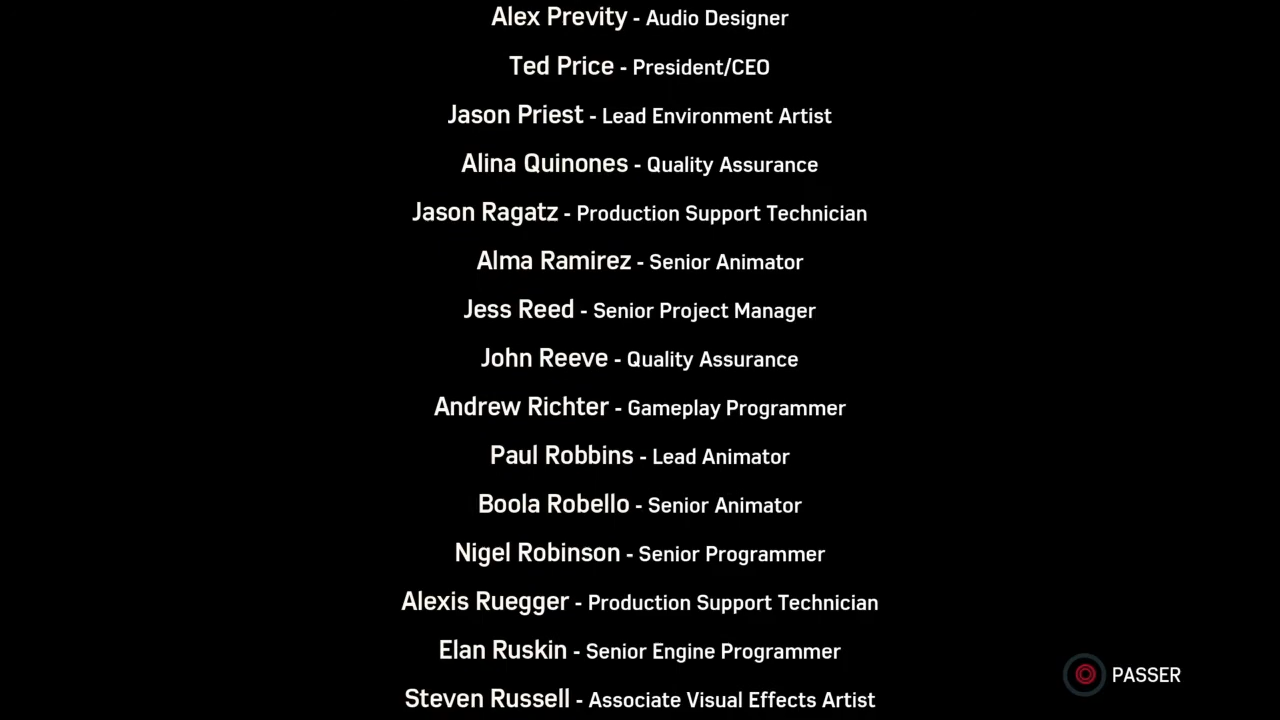 Alex Previty - Audio Designer
Ted Price - President/CEO
Jason Priest - Lead Environment Artist
Alina Quinones - Quality Assurance
Jason Ragatz - Production Support Technician
Alma Ramirez - Senior Animator
Jess Reed - Senior Project Manager
John Reeve - Quality Assurance
Andrew Richter - Gameplay Programmer
Paul Robbins - Lead Animator
Boola Robello - Senior Animator
Nigel Robinson - Senior Programmer
Alexis Ruegger - Production Support Technician
Elan Ruskin - Senior Engine Programmer
PASSER
Steven Russell - Associate Visual Effects Artist